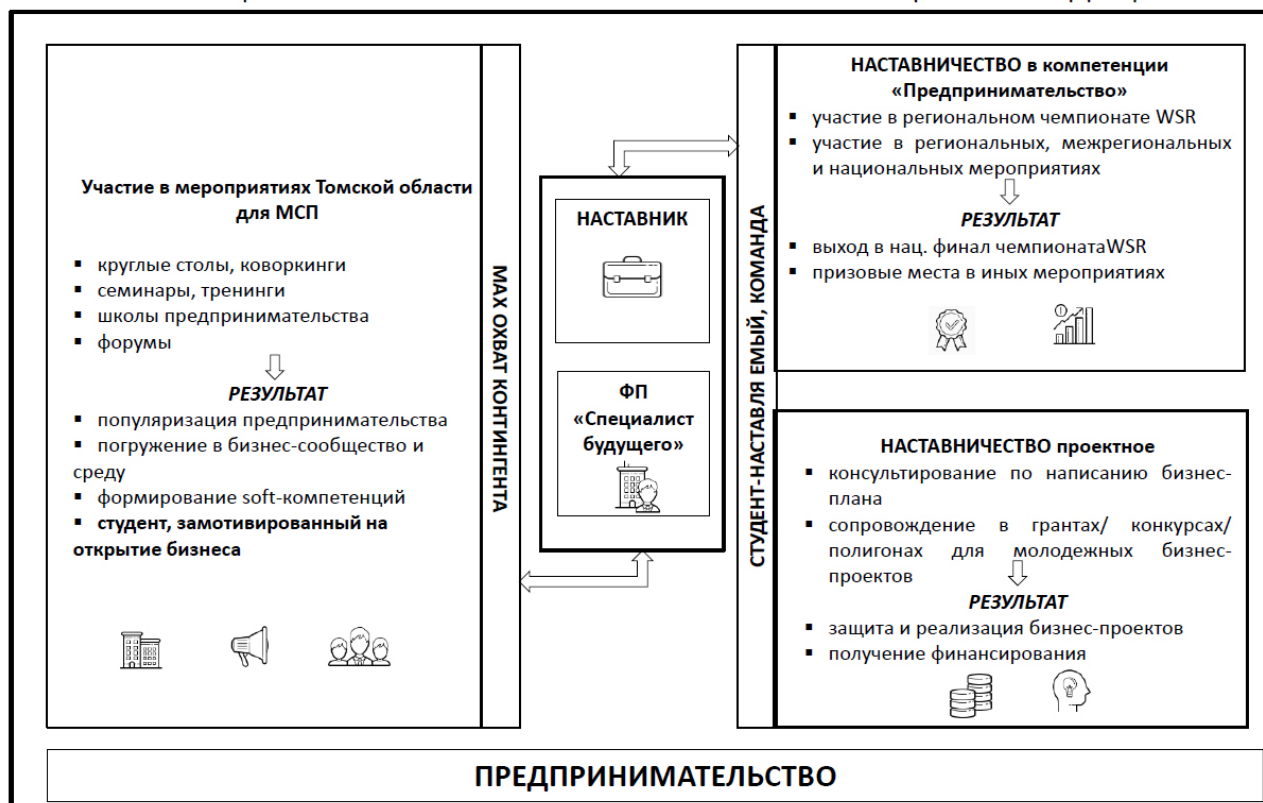 Участие в мероприятиях Томской области
для МСП
▪ круглые столы, коворкинги
▪ семинары, тренинги
▪ школы предпринимательства
▪ форумы
РЕЗУЛЬТАТ
▪ популяризация предпринимательства
▪ погружение в бизнес-сообщество и
среду
▪ формирование soft-компетенций
▪ студент, замотивированный на
открытие бизнеса
MAX ОХВАТ КОНТИНГЕНТА
НАСТАВНИК
ФП
«Специалист
будущего»
СТУДЕНТ-НАСТАВЛЯ ЕМЫЙ, КОМАНДА
НАСТАВНИЧЕСТВО в компетенции
«Предпринимательство»
▪ участие в региональном чемпионате WSR
▪ участие в региональных, межрегиональных
и национальных мероприятиях
РЕЗУЛЬТАТ
▪ выход в нац. финал чемпионатаWSR
▪ призовые места в иных мероприятиях
НАСТАВНИЧЕСТВО проектное
▪ консультирование по написанию бизнес-
плана
▪ сопровождение в грантах/ конкурсах/
полигонах для молодежных бизнес-
проектов
РЕЗУЛЬТАТ
▪ защита и реализация бизнес-проектов
▪ получение финансирования
ПРЕДПРИНИМАТЕЛЬСТВО